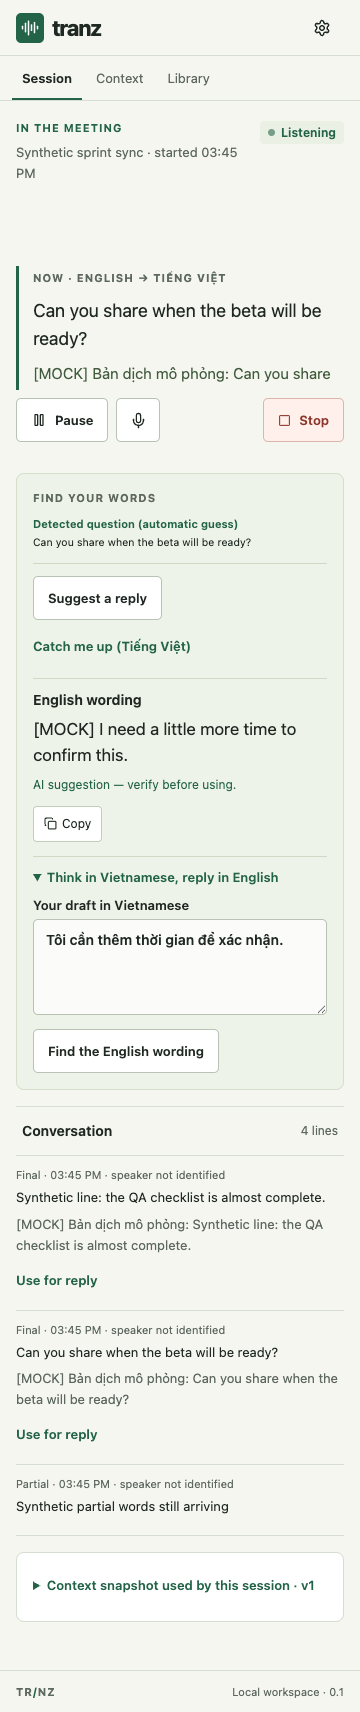 tranz
Session Context Library
IN THE MEETING
Listening
Synthetic sprint sync · started 03:45
PM
NOW · ENGLISH → TIẾNG VIỆT
Can you share when the beta will be
ready?
[MOCK] Bản dịch mô phỏng: Can you share
Pause
Stop
FIND YOUR WORDS
Detected question (automatic guess)
Can you share when the beta will be ready?
Suggest a reply
Catch me up (Tiếng Việt)
English wording
[MOCK] I need a little more time to
confirm this.
AI suggestion — verify before using.
Copy
Think in Vietnamese, reply in English
Your draft in Vietnamese
Tôi cần thêm thời gian để xác nhận.
Find the English wording
Conversation 4 lines
Final · 03:45 PM · speaker not identified
Synthetic line: the QA checklist is almost complete.
[MOCK] Bản dịch mô phỏng: Synthetic line: the QA
checklist is almost complete.
Use for reply
Final · 03:45 PM · speaker not identified
Can you share when the beta will be ready?
[MOCK] Bản dịch mô phỏng: Can you share when the
beta will be ready?
Use for reply
Partial · 03:45 PM · speaker not identified
Synthetic partial words still arriving
Context snapshot used by this session · v1
TR/NZ
Local workspace · 0.1